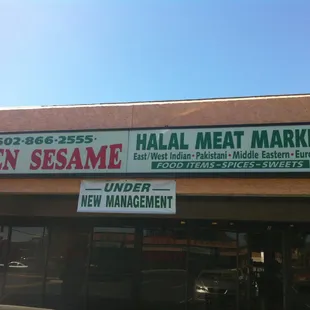 602-866-2555
EN SESAME
HALAL MEAT MARK
East/West Indian • Pakistani • Middle Eastern • Eur
FOOD ITEMS-SPICES-SWEETS
UNDER
NEW MANAGEMENT